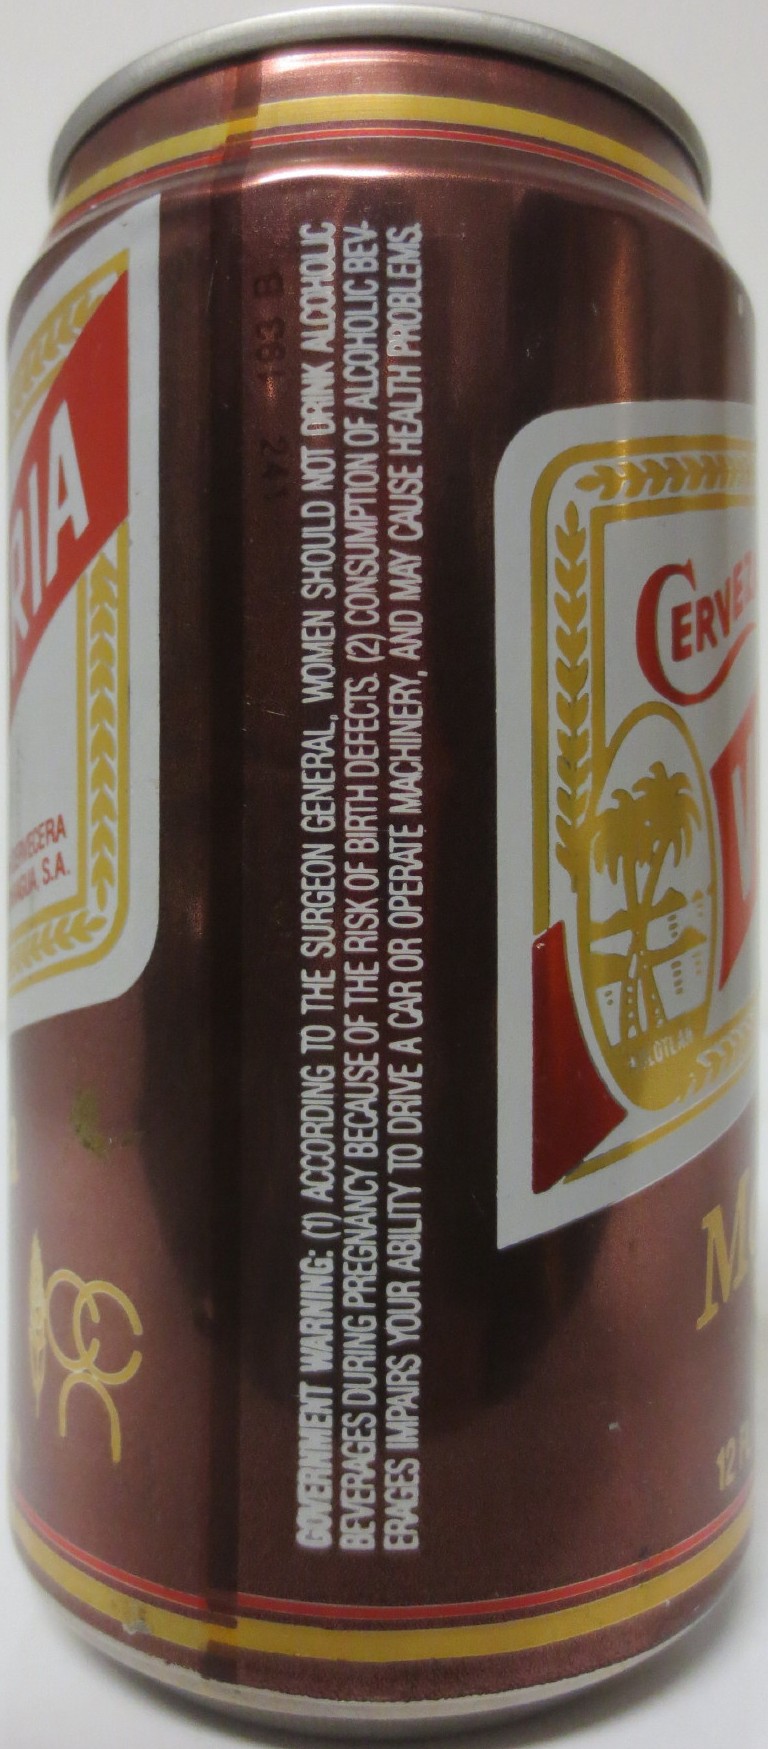 GOVERNMENT WARNING: (1) ACCORDING TO THE SURGEON GENERAL, WOMEN SHOULD NOT DRINK ALCOHOLIC
BEVERAGES DURING PREGNANCY BECAUSE OF THE RISK OF BIRTH DEFECTS. (2) CONSUMPTION OF ALCOHOLIC BEV-
ERAGES IMPAIRS YOUR ABILITY TO DRIVE A CAR OR OPERATE MACHINERY, AND MAY CAUSE HEALTH PROBLEMS.
241 193 B
RIA
ERVECERA
AGUA, S.A.
CERVEZ
12 F